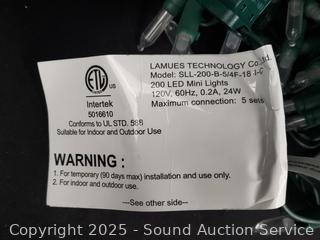 LAMUES TECHNOLOGY Co.,Ltd.
Model: SLL-200-B-5/4F-18
200 LED Mini Lights
120V, 60Hz, 0.2A, 24W
Maximum connection: 5 sets
ETL
us
Intertek
5016610
Conforms to UL STD. 588
Suitable for Indoor and Outdoor Use
WARNING :
1. For temporary (90 days max) installation and use only.
2. For indoor and outdoor use.
---See other side---
Copyright 2025 - Sound Auction Service